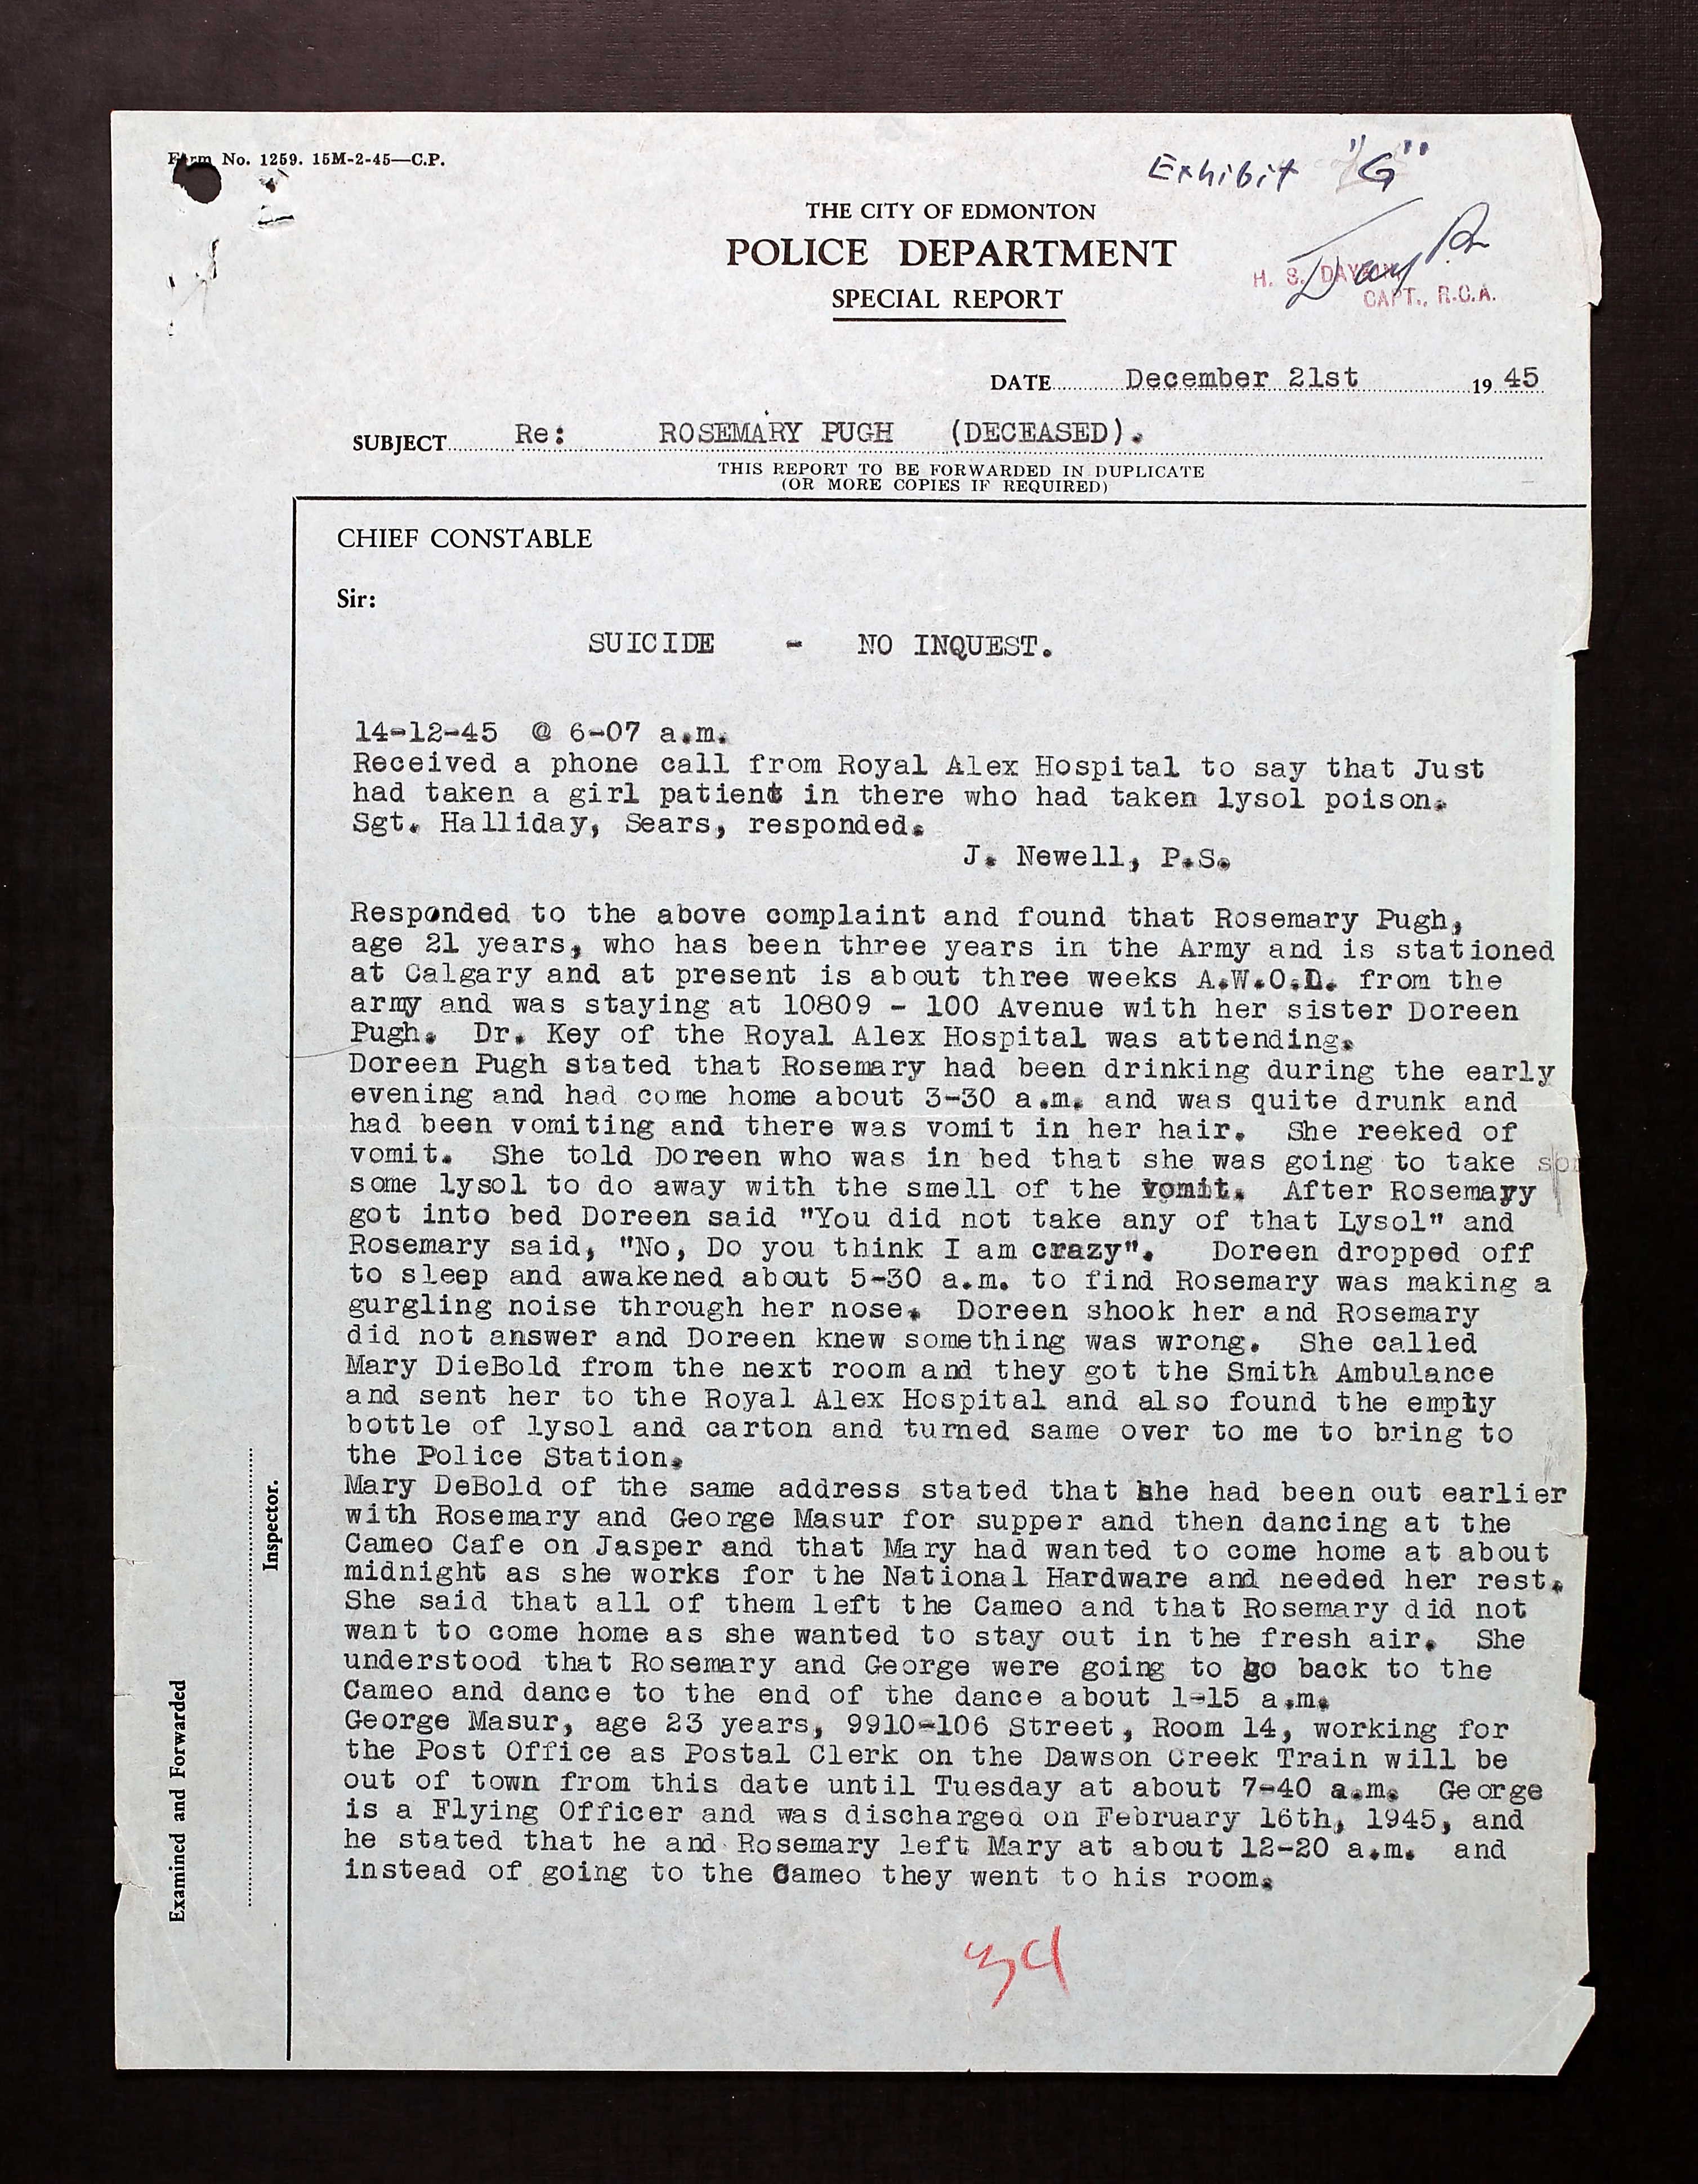 Form No. 1259. 15M-2-45—C.P.
Exhibit "G"
THE CITY OF EDMONTON
POLICE DEPARTMENT
SPECIAL REPORT
H. S. DAY
CAPT., R.C.A.
DATE December 21st 19 45
SUBJECT Re: ROSEMARY PUGH (DECEASED).
THIS REPORT TO BE FORWARDED IN DUPLICATE
(OR MORE COPIES IF REQUIRED)
CHIEF CONSTABLE
Sir:
SUICIDE - NO INQUEST.
14-12-45 @ 6-07 a.m.
Received a phone call from Royal Alex Hospital to say that Just
had taken a girl patient in there who had taken lysol poison.
Sgt. Halliday, Sears, responded.
J. Newell, P.S.
Responded to the above complaint and found that Rosemary Pugh,
age 21 years, who has been three years in the Army and is stationed
at Calgary and at present is about three weeks A.W.O.L. from the
army and was staying at 10809 - 100 Avenue with her sister Doreen
Pugh. Dr. Key of the Royal Alex Hospital was attending.
Doreen Pugh stated that Rosemary had been drinking during the early
evening and had come home about 3-30 a.m. and was quite drunk and
had been vomiting and there was vomit in her hair. She reeked of
vomit. She told Doreen who was in bed that she was going to take
some lysol to do away with the smell of the vomit. After Rosemary
got into bed Doreen said "You did not take any of that Lysol" and
Rosemary said, "No, Do you think I am crazy". Doreen dropped off
to sleep and awakened about 5-30 a.m. to find Rosemary was making a
gurgling noise through her nose. Doreen shook her and Rosemary
did not answer and Doreen knew something was wrong. She called
Mary DieBold from the next room and they got the Smith Ambulance
and sent her to the Royal Alex Hospital and also found the empty
bottle of lysol and carton and turned same over to me to bring to
the Police Station.
Mary DeBold of the same address stated that she had been out earlier
with Rosemary and George Masur for supper and then dancing at the
Cameo Cafe on Jasper and that Mary had wanted to come home at about
midnight as she works for the National Hardware and needed her rest.
She said that all of them left the Cameo and that Rosemary did not
want to come home as she wanted to stay out in the fresh air. She
understood that Rosemary and George were going to go back to the
Cameo and dance to the end of the dance about 1-15 a.m.
George Masur, age 23 years, 9910-106 Street, Room 14, working for
the Post Office as Postal Clerk on the Dawson Creek Train will be
out of town from this date until Tuesday at about 7-40 a.m. George
is a Flying Officer and was discharged on February 16th, 1945, and
he stated that he and Rosemary left Mary at about 12-20 a.m. and
instead of going to the Cameo they went to his room.
Examined and Forwarded
Inspector.
34